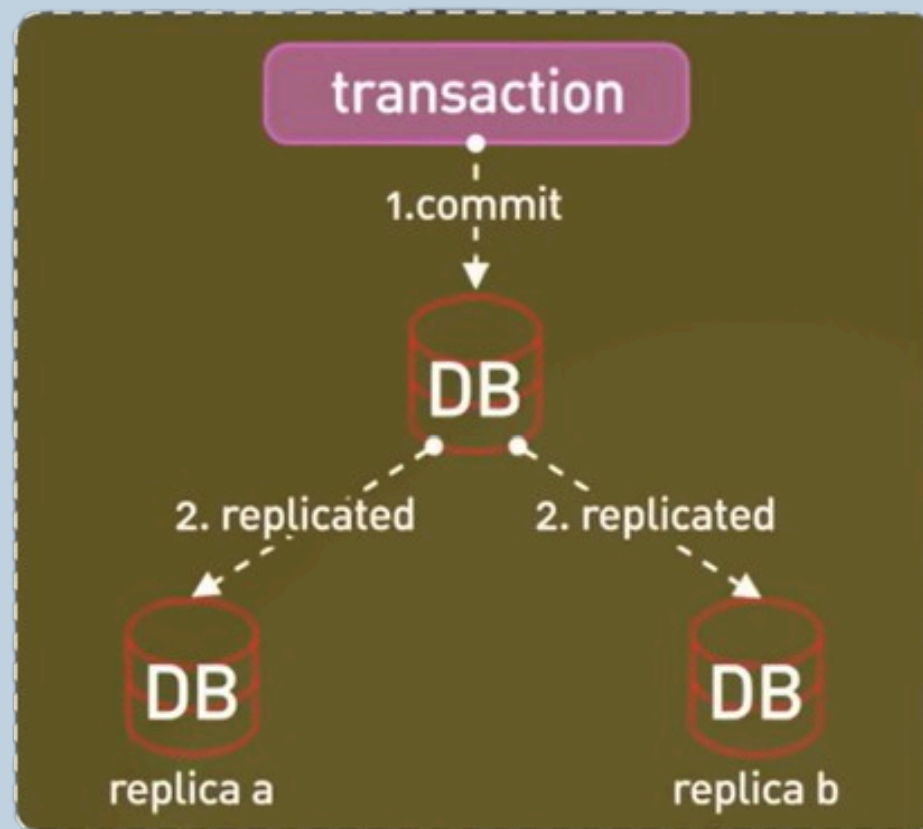 transaction
1.commit
DB
2. replicated
2. replicated
DB
DB
replica a
replica b